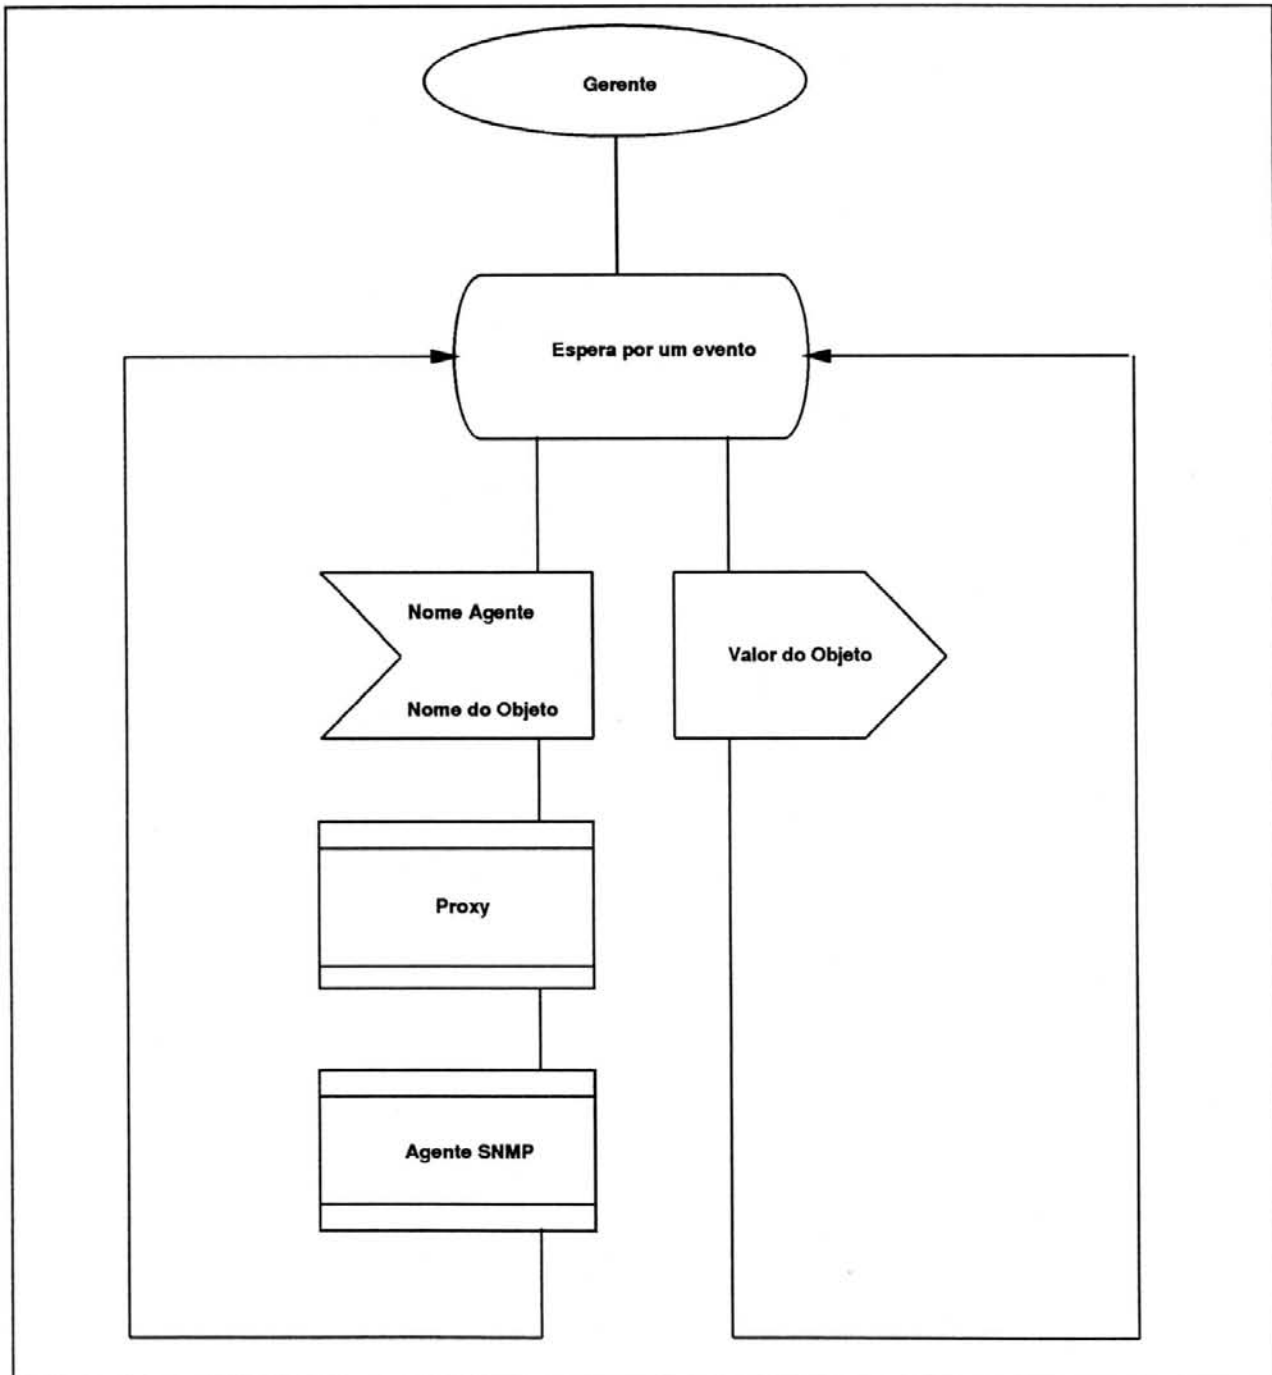 Gerente
Espera por um evento
Nome Agente
Nome do Objeto
Valor do Objeto
Proxy
Agente SNMP